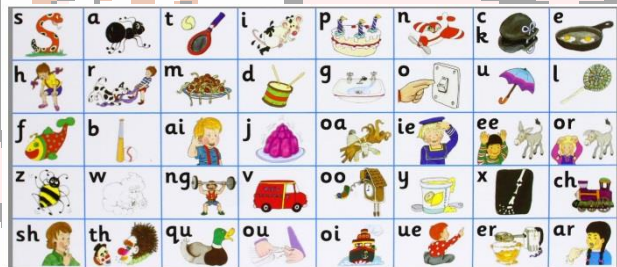 s a t i p n c k e
h r m d g o u l
f b ai j oa ie ee or
z w ng v oo y x ch
sh th qu ou oi ue er ar